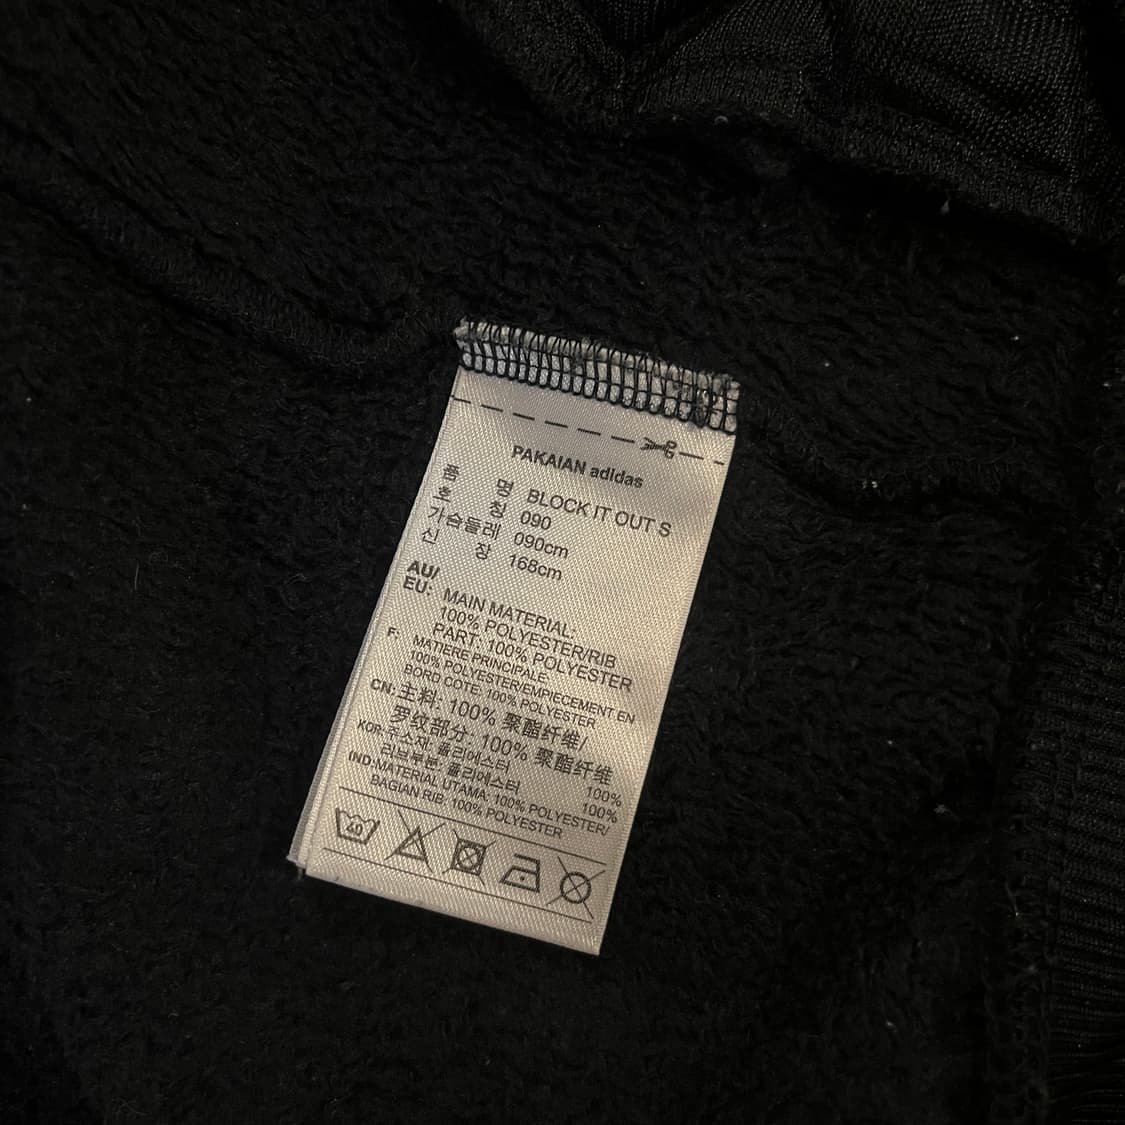 PAKAIAN adidas
품 명 BLOCK IT OUT S
호 칭 090
가슴둘레 090cm
신 장 168cm
AU/
EU: MAIN MATERIAL:
100% POLYESTER/RIB
PART: 100% POLYESTER
F: MATIERE PRINCIPALE:
100% POLYESTER/EMPIECEMENT EN
BORD COTE: 100% POLYESTER
CN: 主料: 100% 聚酯纤维/
罗纹部分: 100% 聚酯纤维
KOR: 주소재: 폴리에스터 100%
리브부분: 폴리에스터 100%
IND: MATERIAL UTAMA: 100% POLYESTER/
BAGIAN RIB: 100% POLYESTER
40